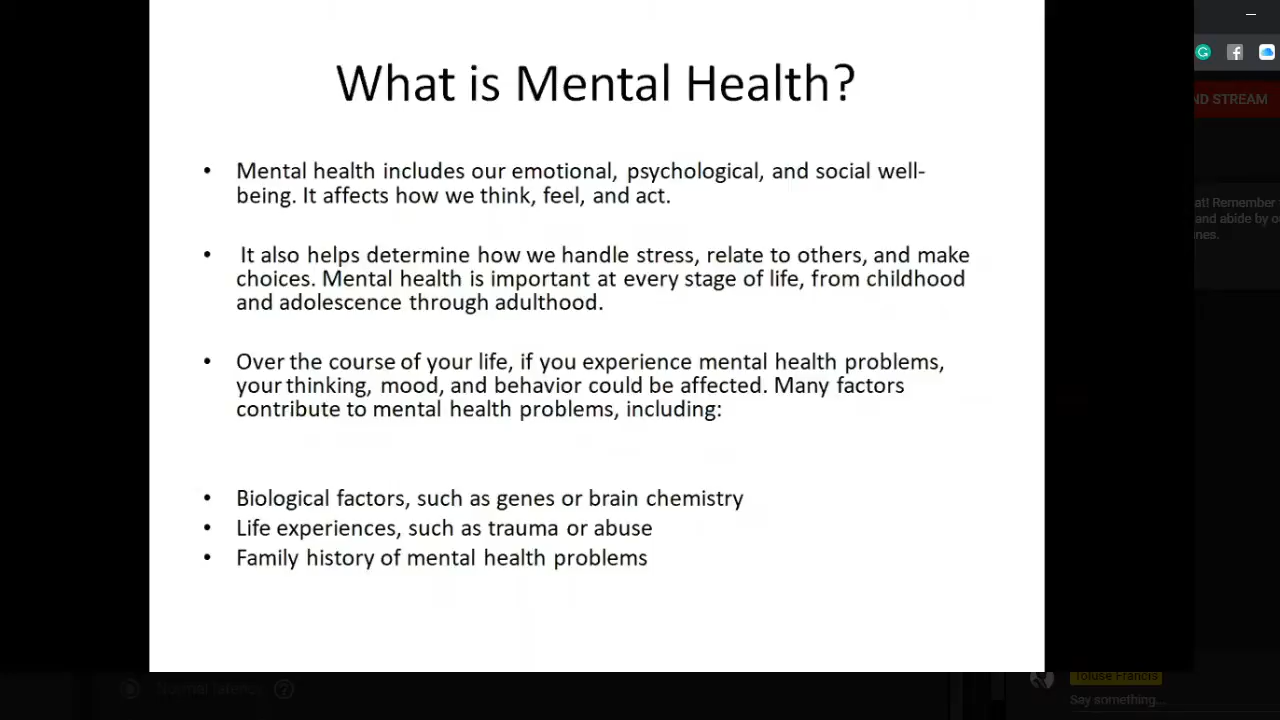 What is Mental Health?
• Mental health includes our emotional, psychological, and social well-
being. It affects how we think, feel, and act.
• It also helps determine how we handle stress, relate to others, and make
choices. Mental health is important at every stage of life, from childhood
and adolescence through adulthood.
• Over the course of your life, if you experience mental health problems,
your thinking, mood, and behavior could be affected. Many factors
contribute to mental health problems, including:
• Biological factors, such as genes or brain chemistry
• Life experiences, such as trauma or abuse
• Family history of mental health problems
ND STREAM
at! Remember
and abide by
nes.
Normal latency
Toluse Francis
Say something...